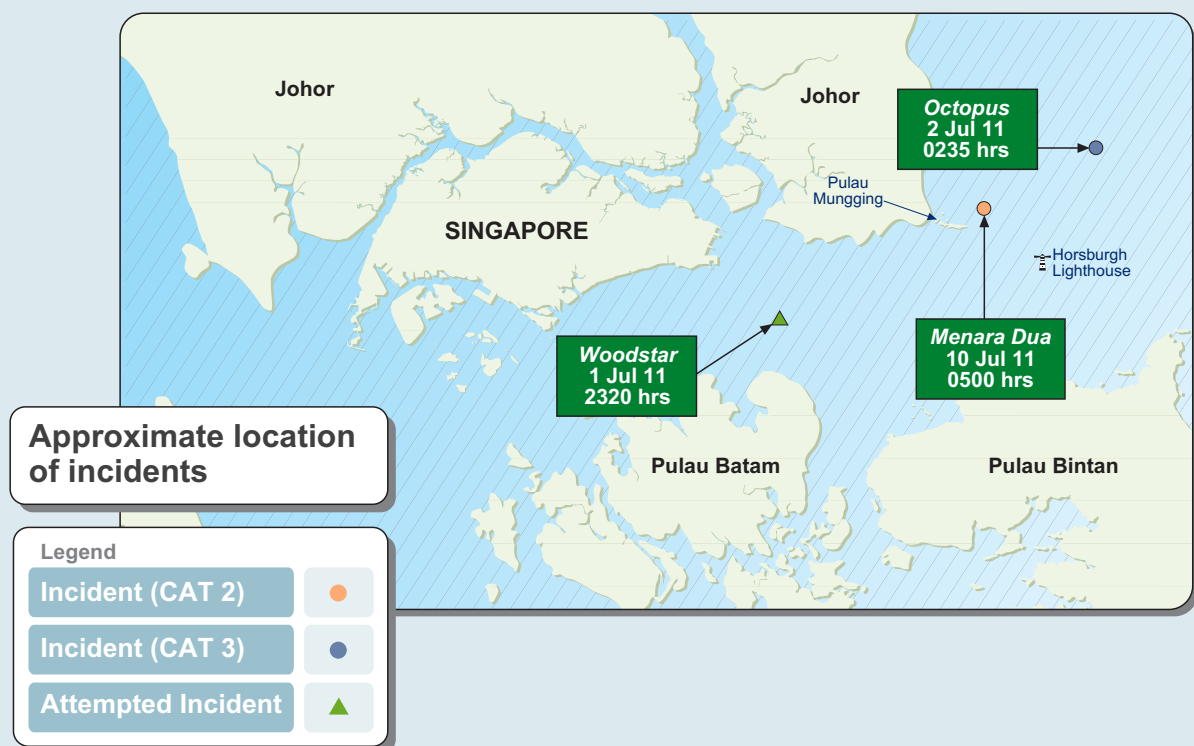 Johor
Johor
Octopus
2 Jul 11
0235 hrs
Pulau
Mungging
SINGAPORE
Horsburgh
Lighthouse
Woodstar
1 Jul 11
2320 hrs
Menara Dua
10 Jul 11
0500 hrs
Pulau Batam
Pulau Bintan
Approximate location
of incidents
Legend
Incident (CAT 2)
Incident (CAT 3)
Attempted Incident